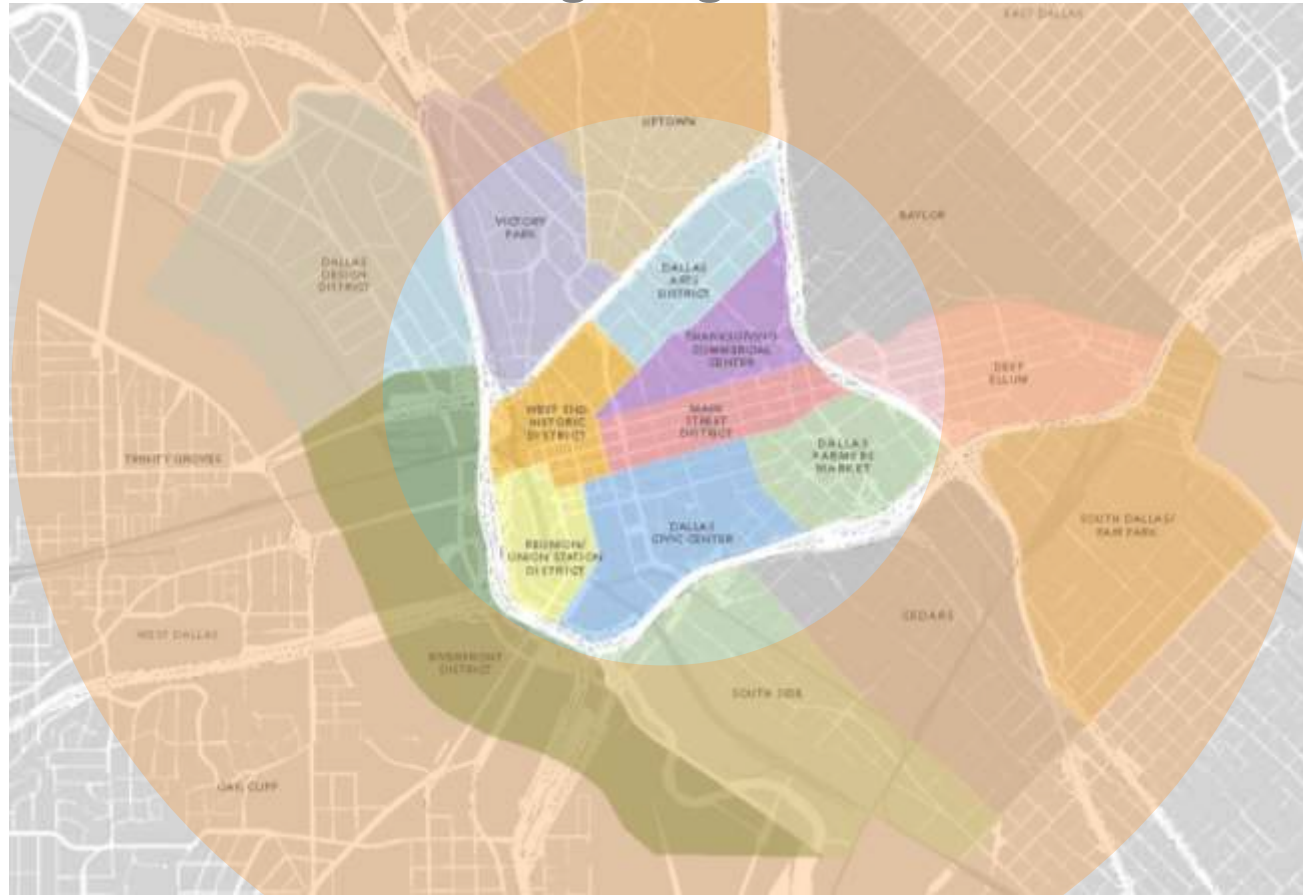 EAST DALLAS
UPTOWN
BAYLOR
VICTORY
PARK
DALLAS
DESIGN
DISTRICT
DALLAS
ARTS
DISTRICT
THANKSGIVING
COMMERCIAL
CENTER
DEEP
ELLUM
WEST END
HISTORIC
DISTRICT
MAIN
STREET
DISTRICT
DALLAS
FARMERS
MARKET
TRINITY GROVES
SOUTH DALLAS/
FAIR PARK
DALLAS
CIVIC CENTER
REUNION/
UNION STATION
DISTRICT
CEDARS
WEST DALLAS
RIVERFRONT
DISTRICT
SOUTH SIDE
OAK CLIFF